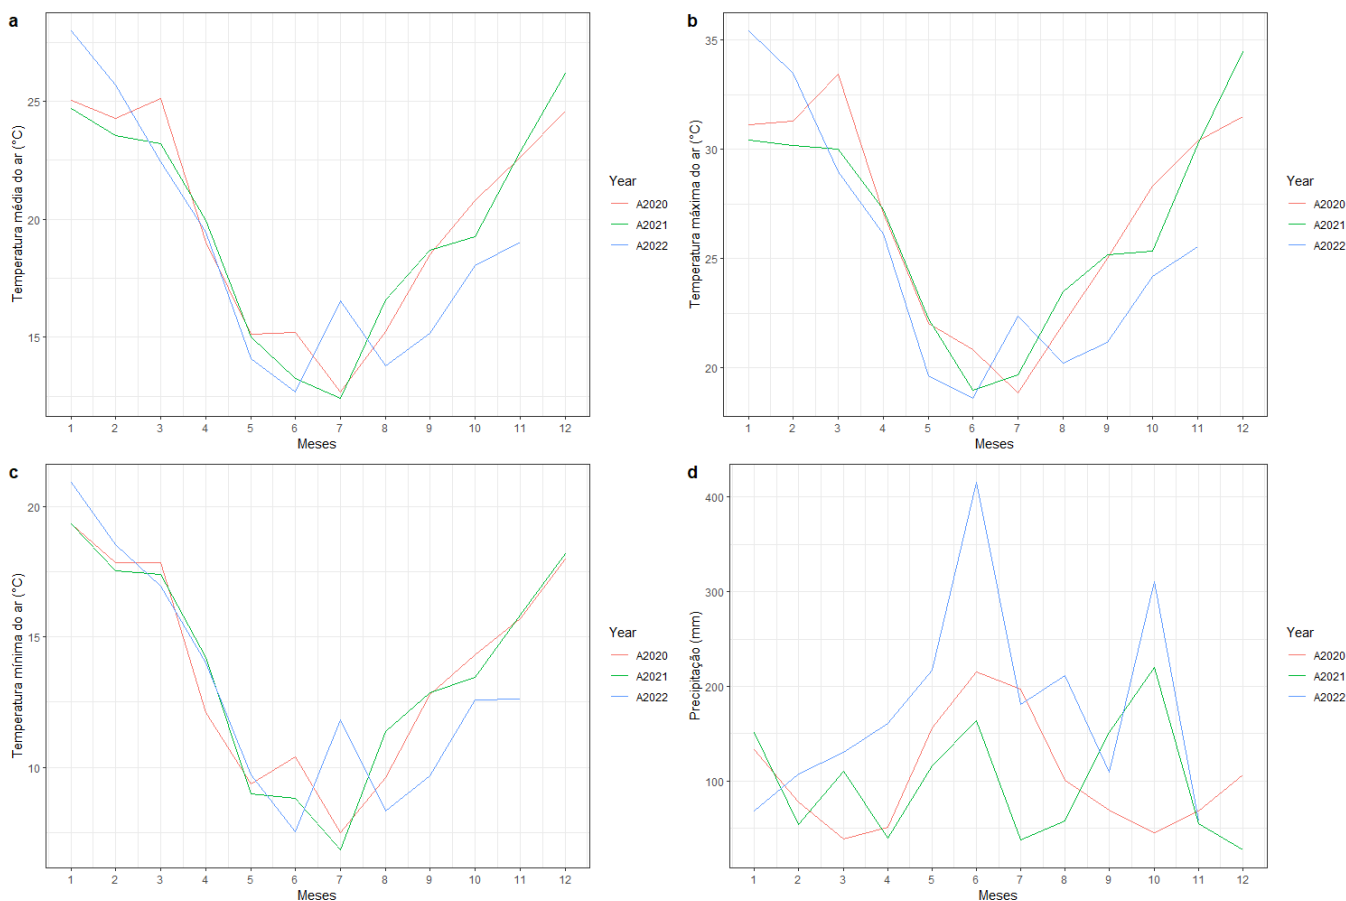 a
Temperatura média do ar (°C)
25
20
15
1 2 3 4 5 6 7 8 9 10 11 12
Meses
Year
A2020
A2021
A2022
b
Temperatura máxima do ar (°C)
35
30
25
20
1 2 3 4 5 6 7 8 9 10 11 12
Meses
Year
A2020
A2021
A2022
c
Temperatura mínima do ar (°C)
20
15
10
1 2 3 4 5 6 7 8 9 10 11 12
Meses
Year
A2020
A2021
A2022
d
Precipitação (mm)
400
300
200
100
1 2 3 4 5 6 7 8 9 10 11 12
Meses
Year
A2020
A2021
A2022